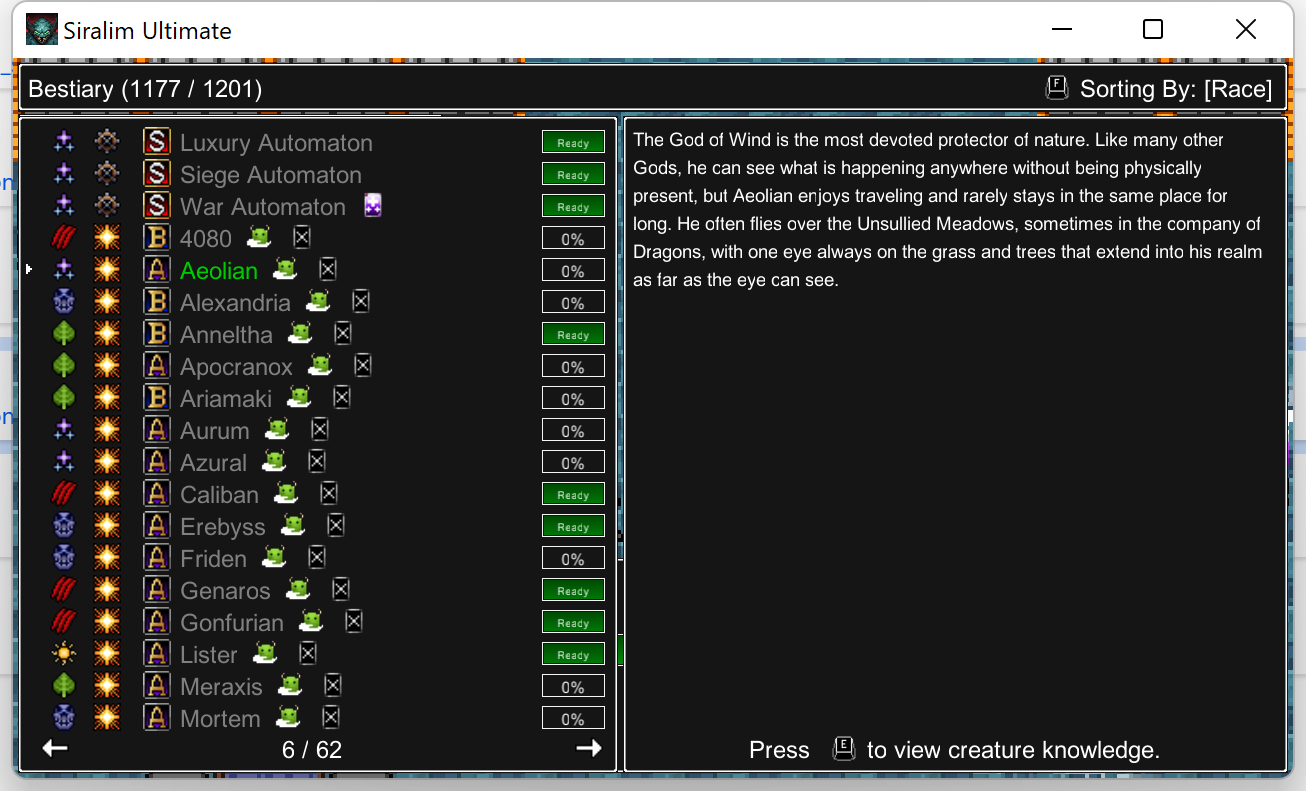 Siralim Ultimate
Bestiary (1177 / 1201)
F Sorting By: [Race]
S Luxury Automaton Ready
S Siege Automaton Ready
S War Automaton Ready
B 4080 0%
A Aeolian 0%
B Alexandria 0%
B Anneltha Ready
A Apocranox 0%
B Ariamaki 0%
A Aurum 0%
A Azural 0%
A Caliban Ready
A Erebyss Ready
A Friden 0%
A Genaros Ready
A Gonfurian Ready
A Lister Ready
A Meraxis 0%
A Mortem 0%
6 / 62
The God of Wind is the most devoted protector of nature. Like many other
Gods, he can see what is happening anywhere without being physically
present, but Aeolian enjoys traveling and rarely stays in the same place for
long. He often flies over the Unsullied Meadows, sometimes in the company of
Dragons, with one eye always on the grass and trees that extend into his realm
as far as the eye can see.
Press E to view creature knowledge.